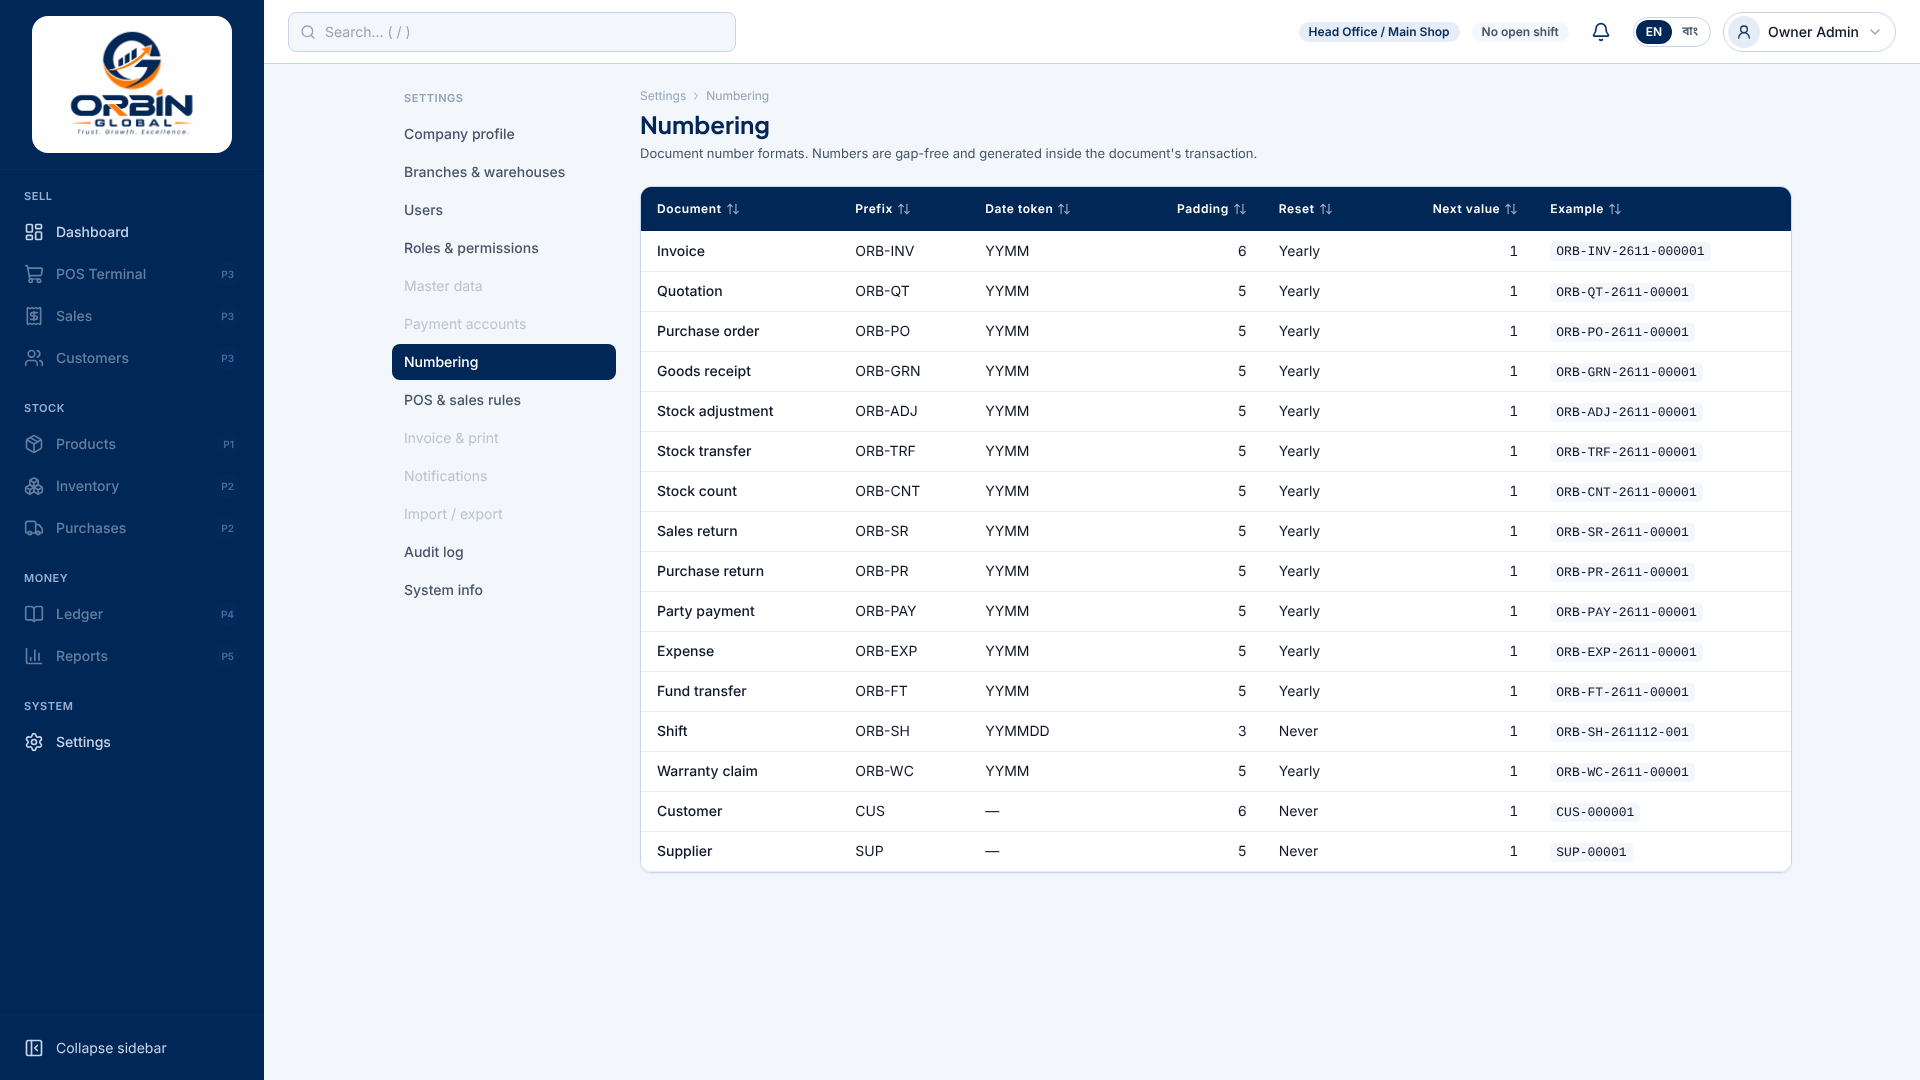 ORBIN
GLOBAL
Trust. Growth. Excellence.
SELL
Dashboard
POS Terminal P3
Sales P3
Customers P3
STOCK
Products P1
Inventory P2
Purchases P2
MONEY
Ledger P4
Reports P5
SYSTEM
Settings
Collapse sidebar
Search... ( / )
Head Office / Main Shop No open shift EN বাং Owner Admin
SETTINGS
Company profile
Branches & warehouses
Users
Roles & permissions
Master data
Payment accounts
Numbering
POS & sales rules
Invoice & print
Notifications
Import / export
Audit log
System info
Settings > Numbering
Numbering
Document number formats. Numbers are gap-free and generated inside the document's transaction.
Document Prefix Date token Padding Reset Next value Example
Invoice ORB-INV YYMM 6 Yearly 1 ORB-INV-2611-000001
Quotation ORB-QT YYMM 5 Yearly 1 ORB-QT-2611-00001
Purchase order ORB-PO YYMM 5 Yearly 1 ORB-PO-2611-00001
Goods receipt ORB-GRN YYMM 5 Yearly 1 ORB-GRN-2611-00001
Stock adjustment ORB-ADJ YYMM 5 Yearly 1 ORB-ADJ-2611-00001
Stock transfer ORB-TRF YYMM 5 Yearly 1 ORB-TRF-2611-00001
Stock count ORB-CNT YYMM 5 Yearly 1 ORB-CNT-2611-00001
Sales return ORB-SR YYMM 5 Yearly 1 ORB-SR-2611-00001
Purchase return ORB-PR YYMM 5 Yearly 1 ORB-PR-2611-00001
Party payment ORB-PAY YYMM 5 Yearly 1 ORB-PAY-2611-00001
Expense ORB-EXP YYMM 5 Yearly 1 ORB-EXP-2611-00001
Fund transfer ORB-FT YYMM 5 Yearly 1 ORB-FT-2611-00001
Shift ORB-SH YYMMDD 3 Never 1 ORB-SH-261112-001
Warranty claim ORB-WC YYMM 5 Yearly 1 ORB-WC-2611-00001
Customer CUS — 6 Never 1 CUS-000001
Supplier SUP — 5 Never 1 SUP-00001